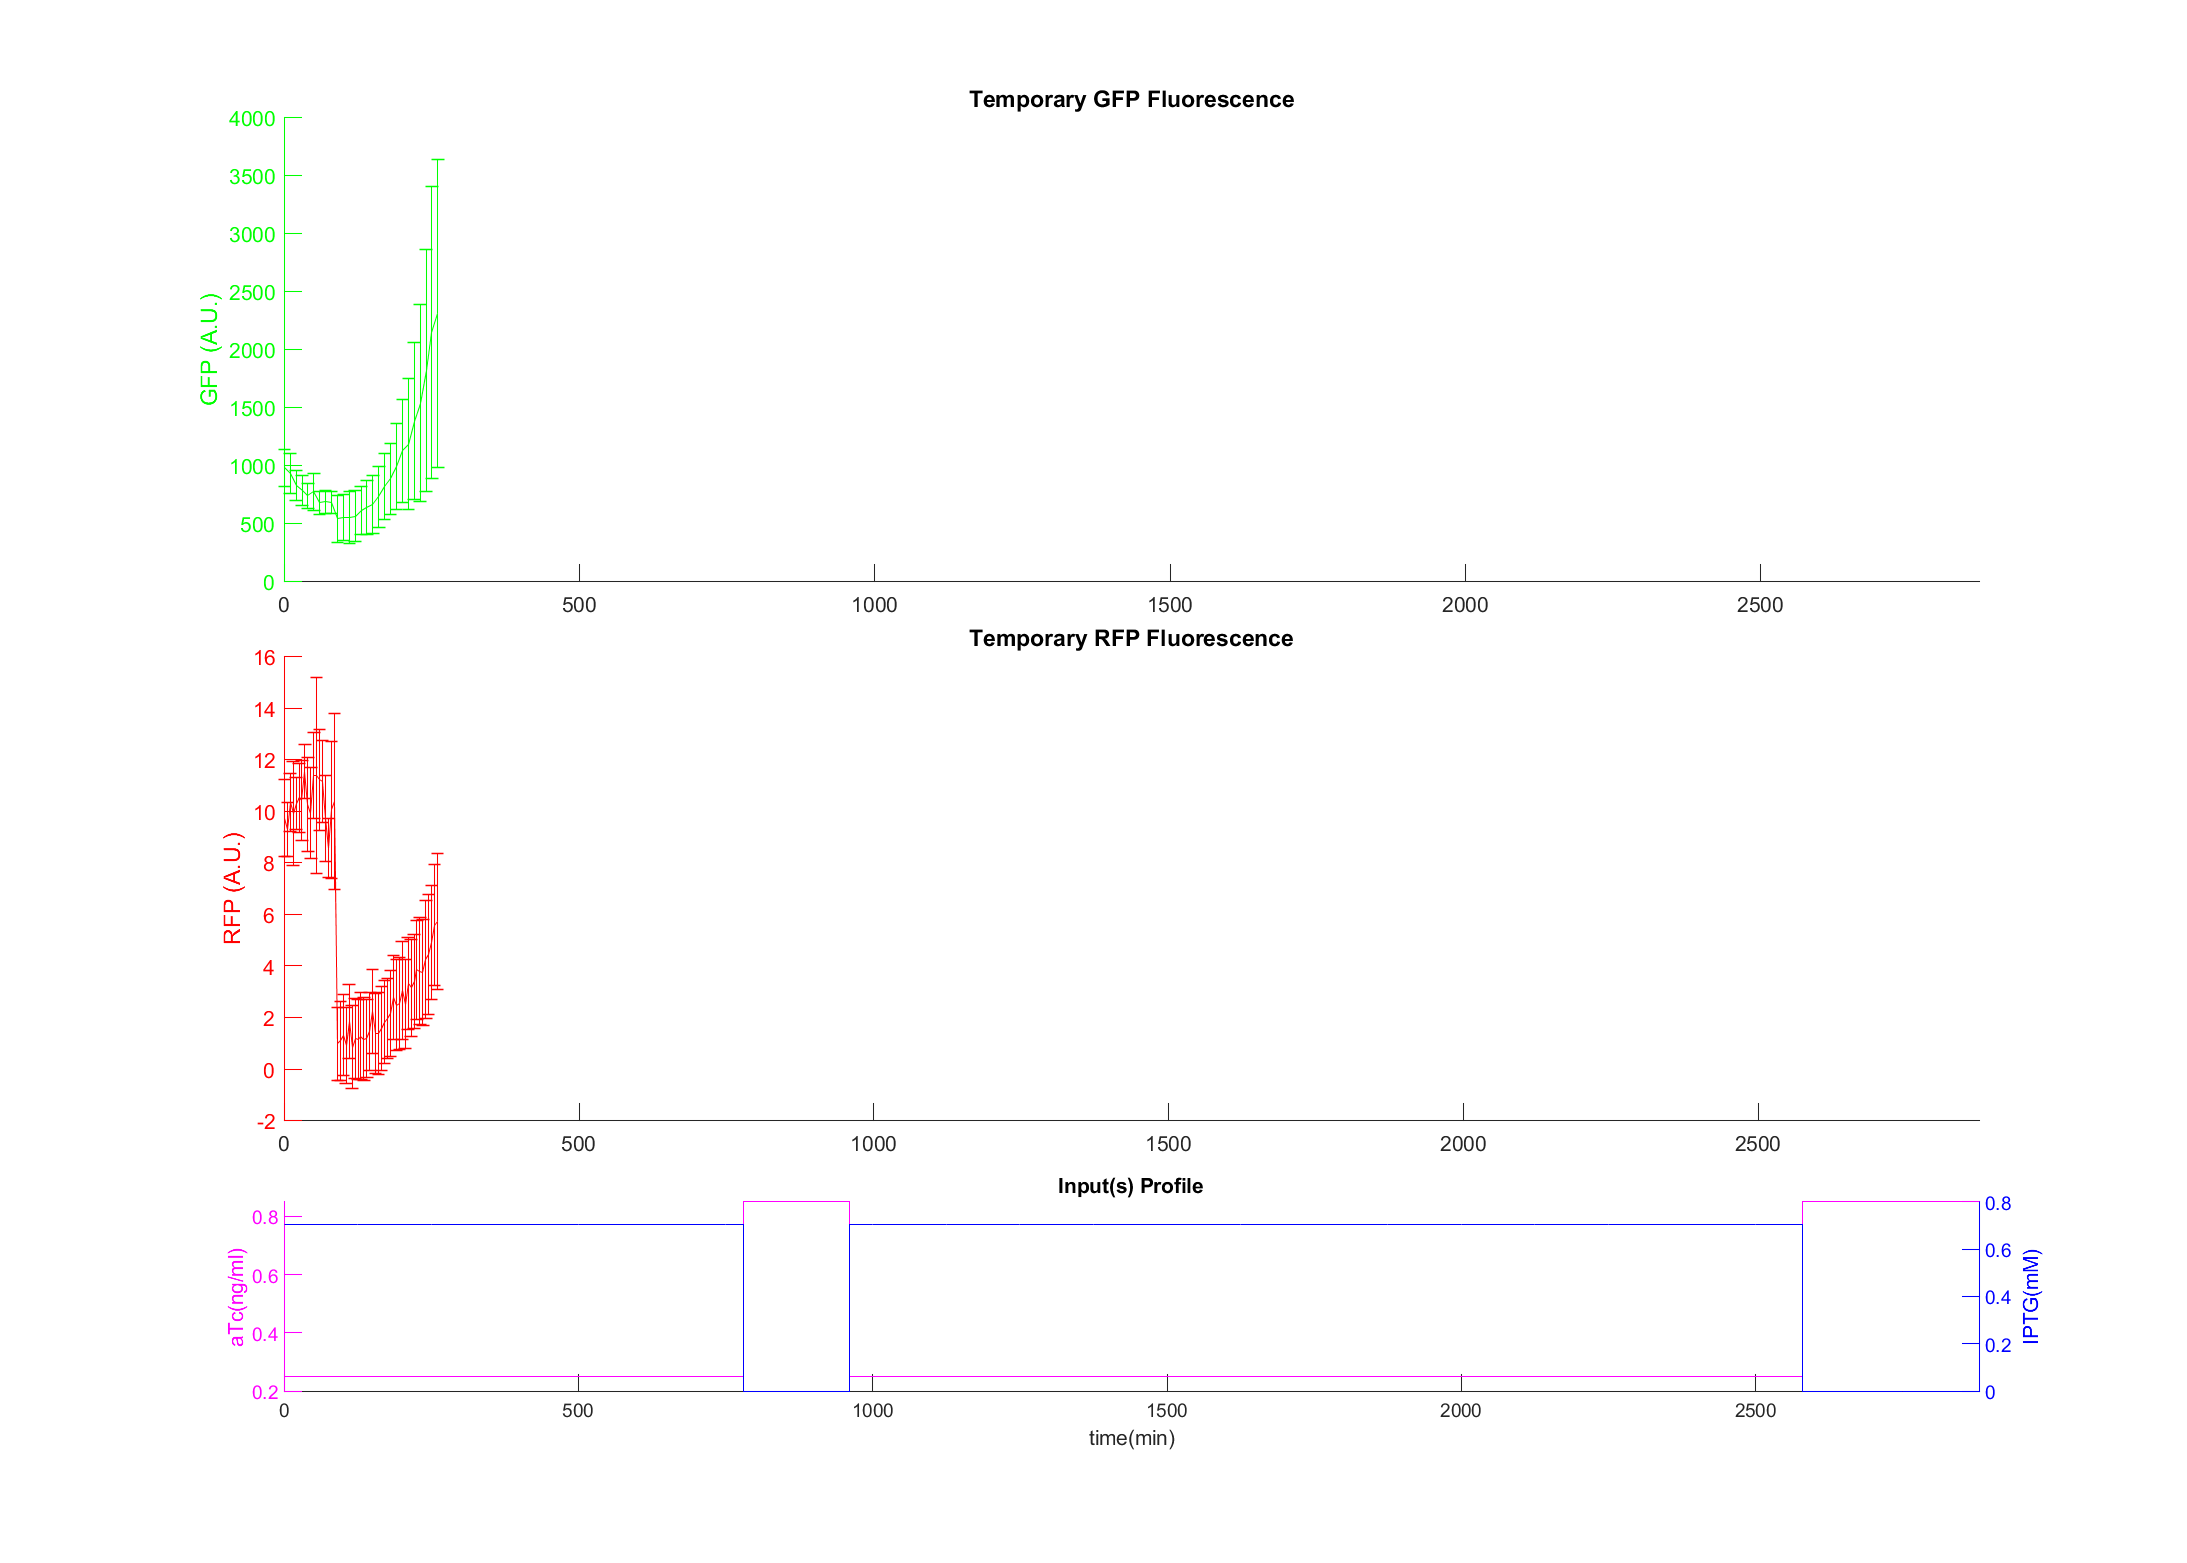 Temporary GFP Fluorescence
4000
3500
3000
2500
2000
1500
1000
500
0
GFP (A.U.)
0 500 1000 1500 2000 2500
Temporary RFP Fluorescence
16
14
12
10
8
6
4
2
0
-2
RFP (A.U.)
0 500 1000 1500 2000 2500
Input(s) Profile
0.8
0.6
0.4
0.2
aTc(ng/ml)
0.8
0.6
0.4
0.2
0
IPTG(mM)
0 500 1000 1500 2000 2500
time(min)